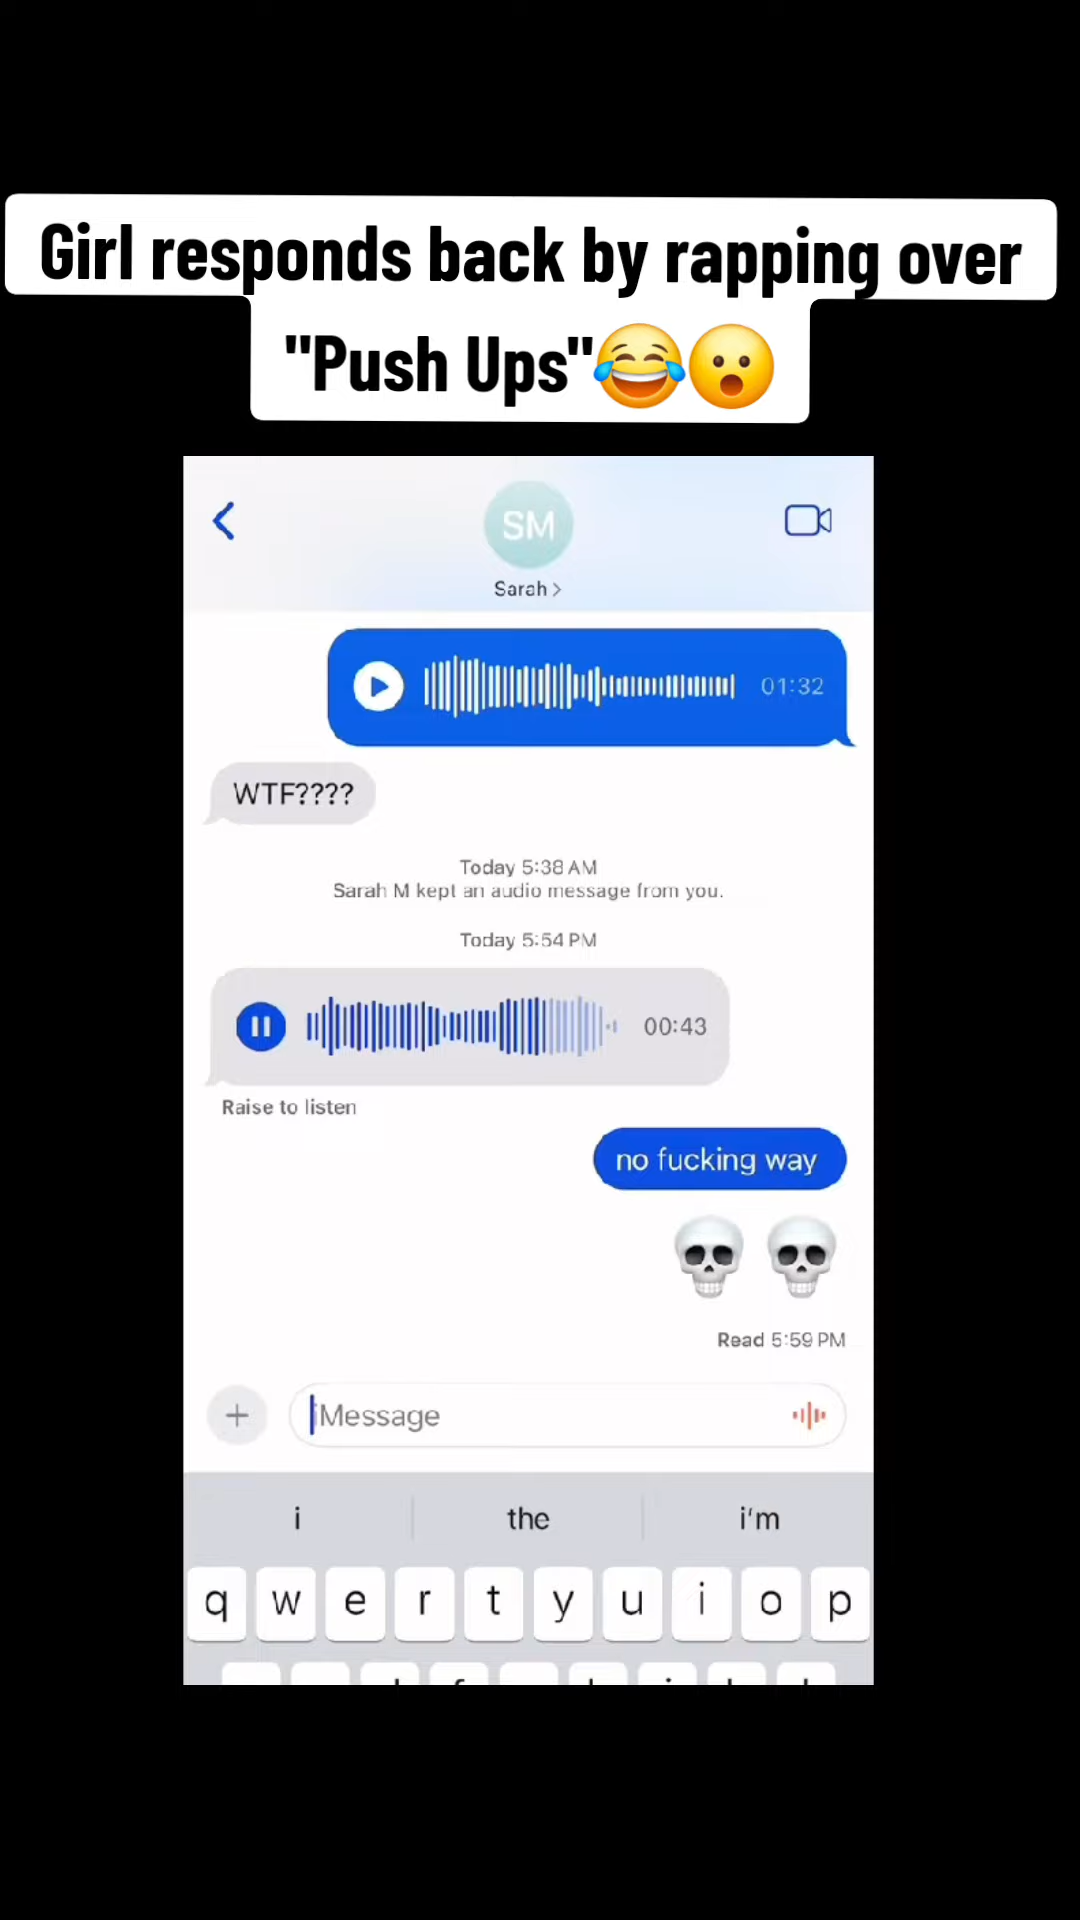 Girl responds back by rapping over
"Push Ups"😂😮
SM
Sarah >
01:32
WTF????
Today 5:38 AM
Sarah M kept an audio message from you.
Today 5:54 PM
00:43
Raise to listen
no fucking way
💀 💀
Read 5:59 PM
iMessage
i the i'm
q w e r t y u i o p